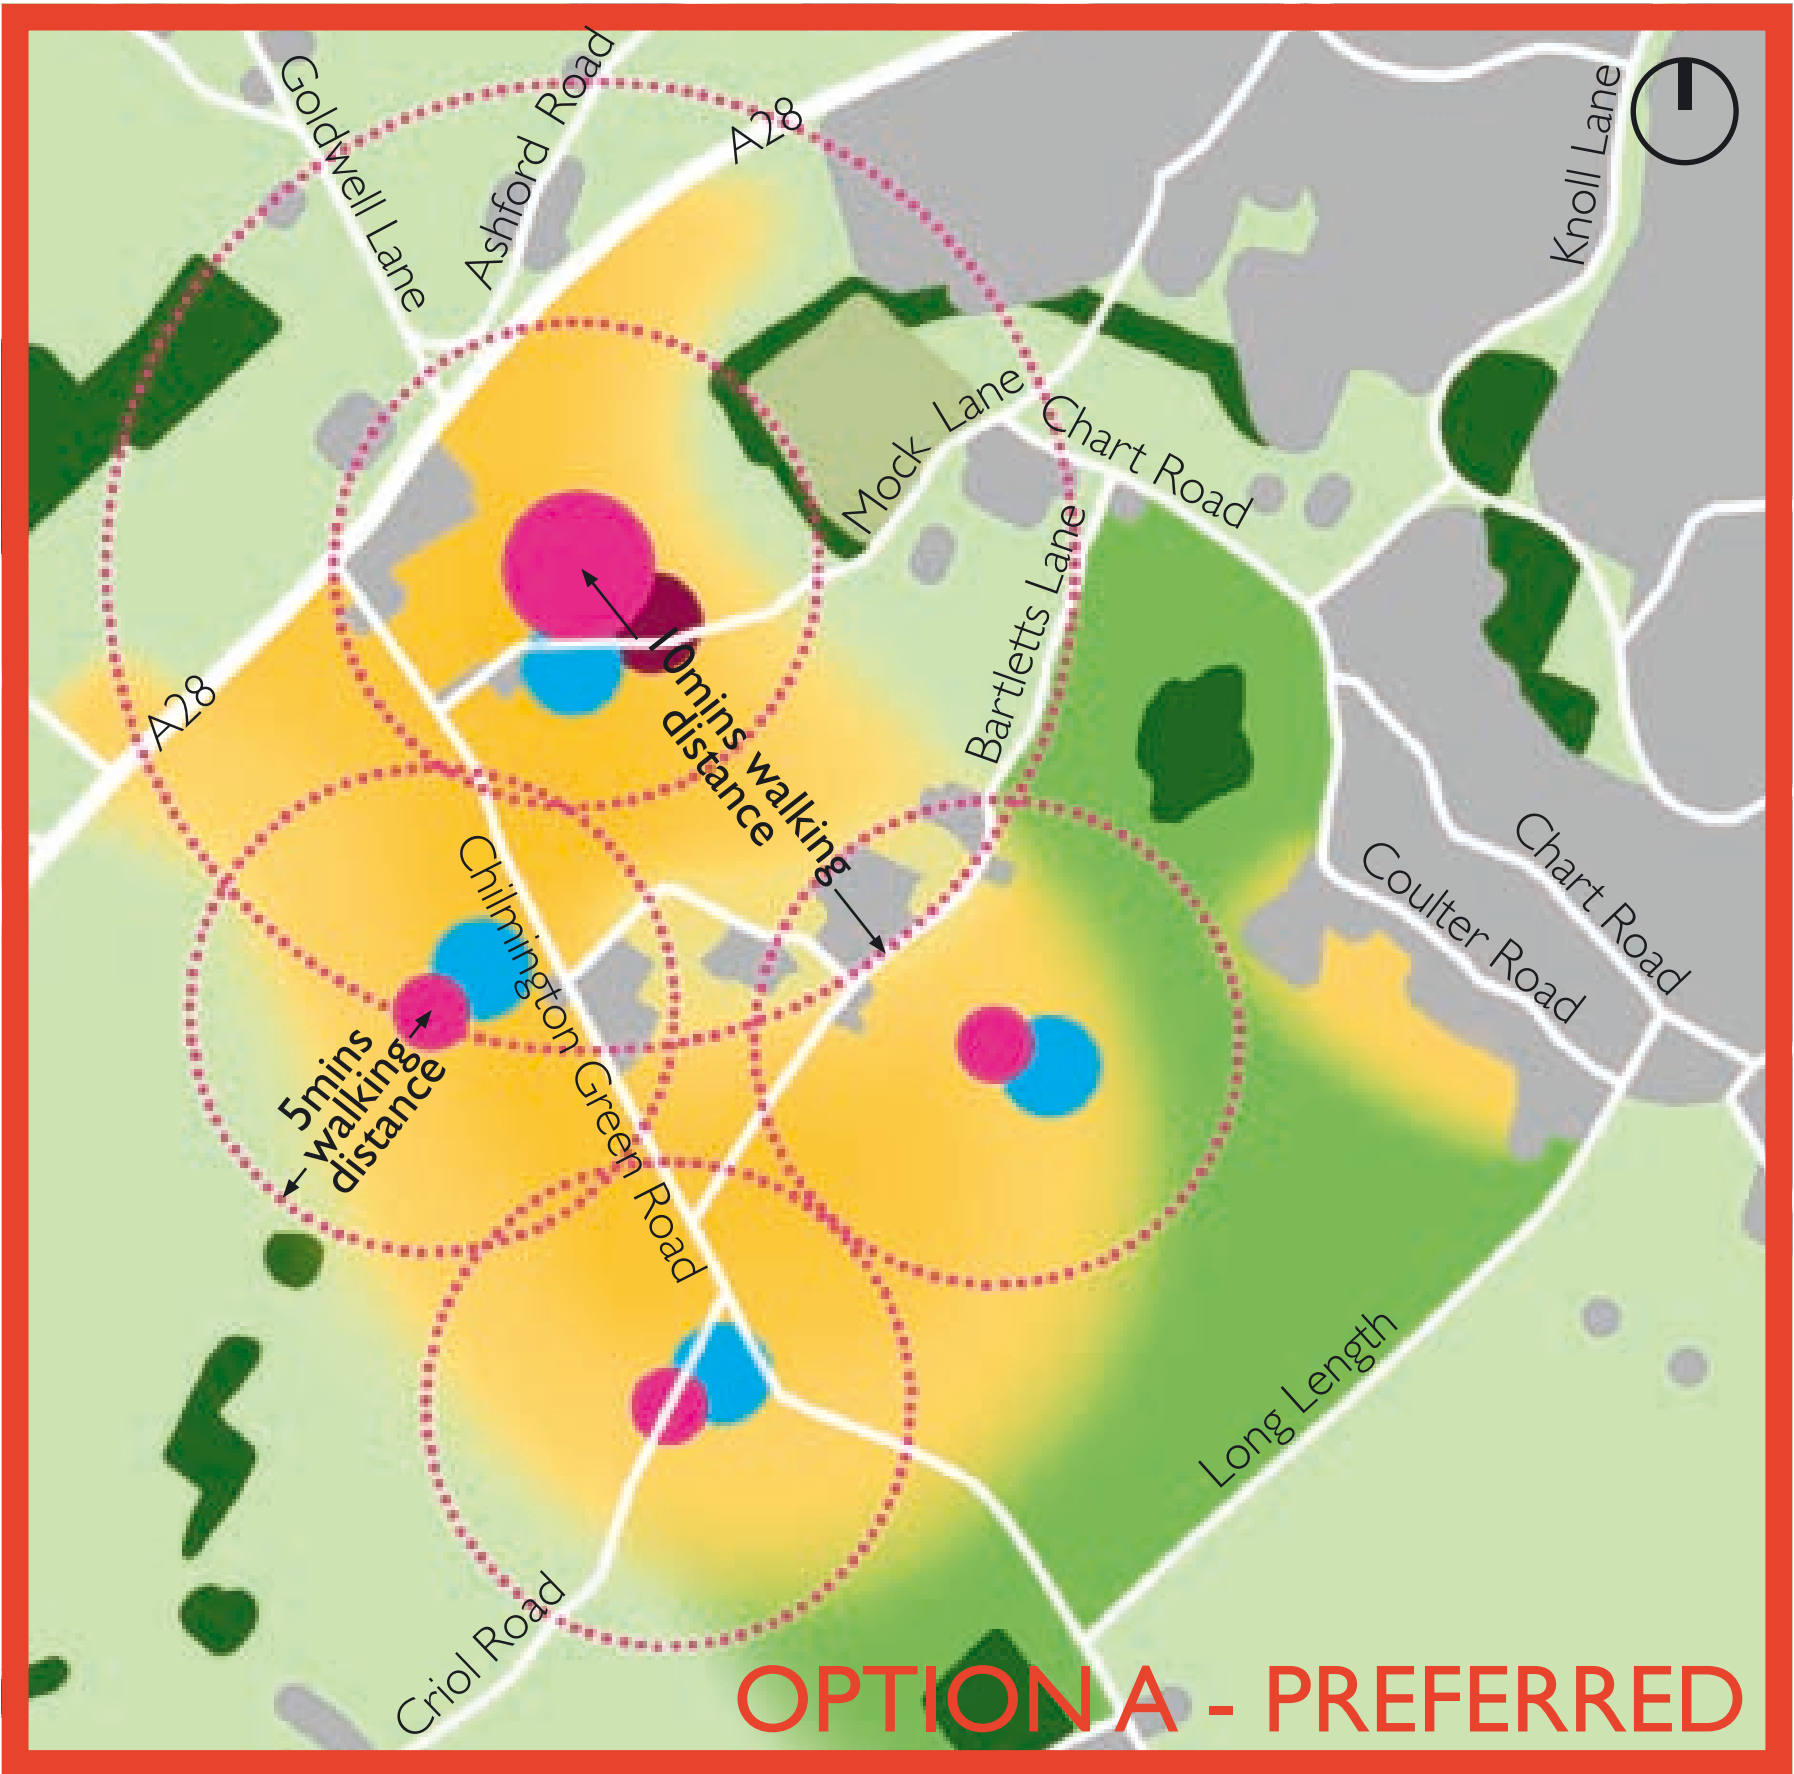 Goldwell Lane
Ashford Road
A28
Knoll Lane
Mock Lane
Chart Road
Bartletts Lane
A28
10mins walking
distance
Chilmington Green Road
Chart Road
Coulter Road
5mins
walking
distance
Long Length
Criol Road
OPTION A - PREFERRED